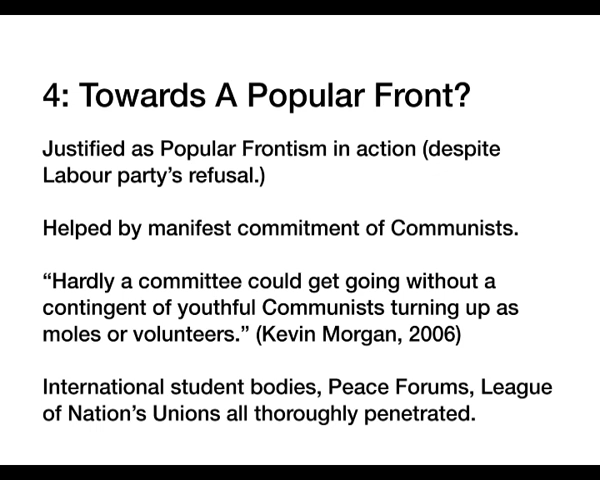 4: Towards A Popular Front?
Justified as Popular Frontism in action (despite
Labour party’s refusal.)
Helped by manifest commitment of Communists.
“Hardly a committee could get going without a
contingent of youthful Communists turning up as
moles or volunteers.” (Kevin Morgan, 2006)
International student bodies, Peace Forums, League
of Nation’s Unions all thoroughly penetrated.